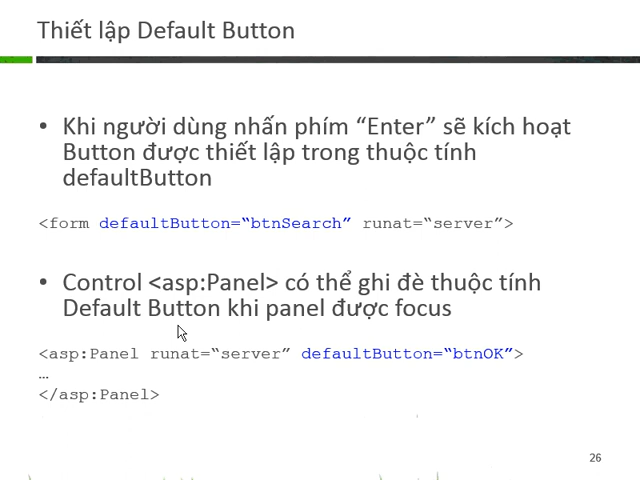 Thiết lập Default Button
• Khi người dùng nhấn phím “Enter” sẽ kích hoạt
Button được thiết lập trong thuộc tính
defaultButton
<form defaultButton=“btnSearch” runat=“server”>
• Control <asp:Panel> có thể ghi đè thuộc tính
Default Button khi panel được focus
<asp:Panel runat=“server” defaultButton=“btnOK”>
…
</asp:Panel>
26